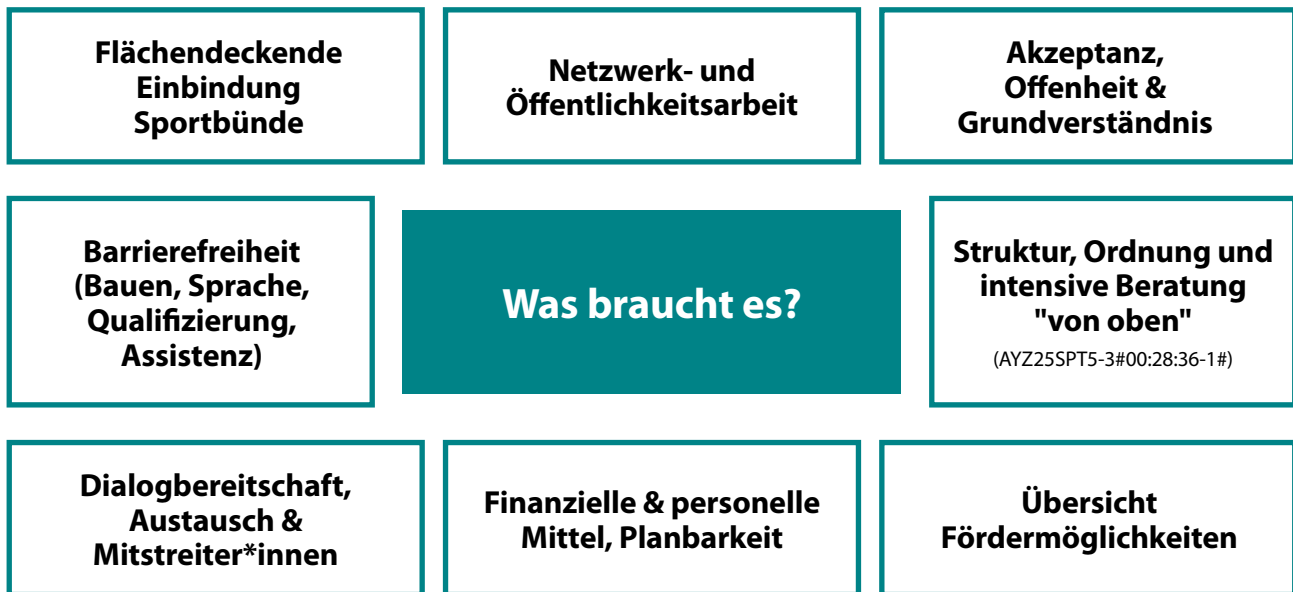 Flächendeckende
Einbindung
Sportbünde
Netzwerk- und
Öffentlichkeitsarbeit
Akzeptanz,
Offenheit &
Grundverständnis
Barrierefreiheit
(Bauen, Sprache,
Qualifizierung,
Assistenz)
Was braucht es?
Struktur, Ordnung und
intensive Beratung
"von oben"
(AYZ25SPT5-3#00:28:36-1#)
Dialogbereitschaft,
Austausch &
Mitstreiter*innen
Finanzielle & personelle
Mittel, Planbarkeit
Übersicht
Fördermöglichkeiten